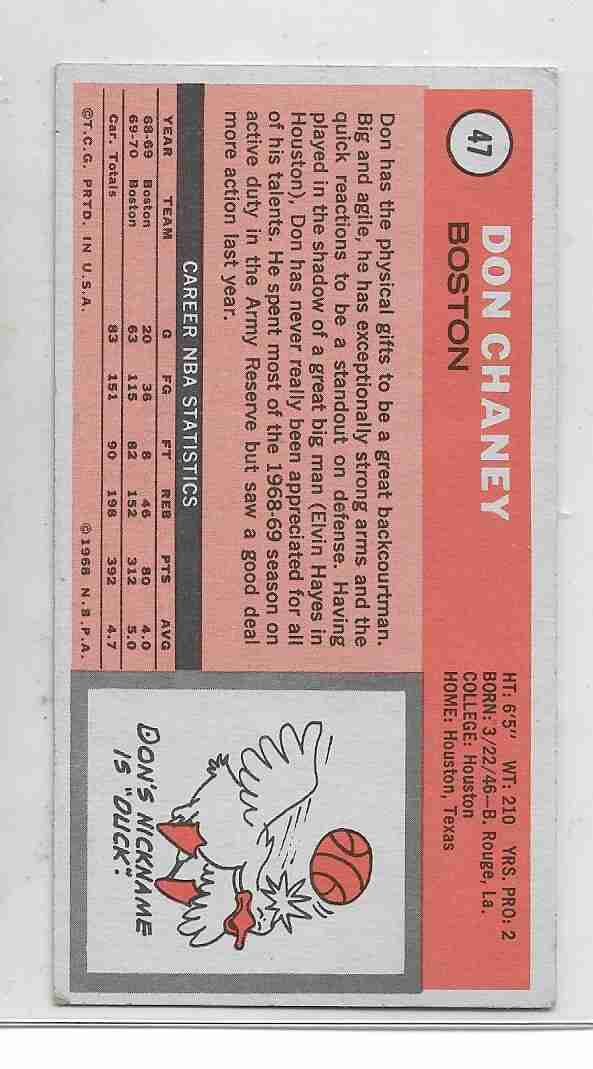 47
DON CHANEY
BOSTON
HT: 6'5" WT: 210 YRS. PRO: 2
BORN: 3/22/46—B. Rouge, La.
COLLEGE: Houston
HOME: Houston, Texas
Don has the physical gifts to be a great backcourtman.
Big and agile, he has exceptionally strong arms and the
quick reactions to be a standout on defense. Having
played in the shadow of a great big man (Elvin Hayes in
Houston), Don has never really been appreciated for all
of his talents. He spent most of the 1968-69 season on
active duty in the Army Reserve but saw a good deal
more action last year.
CAREER NBA STATISTICS
YEAR TEAM G FG FT REB PTS AVG
68-69 Boston 20 36 8 46 80 4.0
69-70 Boston 63 115 82 152 312 5.0
Car. Totals 83 151 90 198 392 4.7
©T.C.G. PRTD. IN U.S.A. ©1968 N.B.P.A.
DON'S NICKNAME
IS "DUCK".